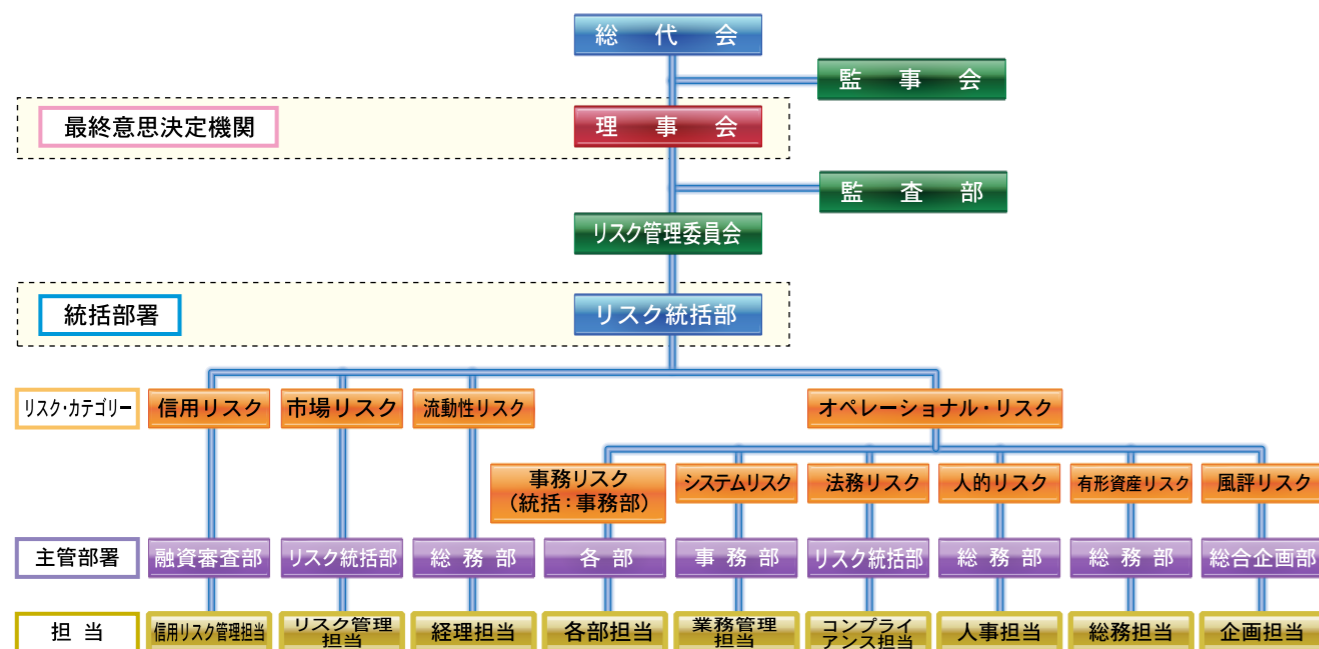 総代会
監事会
最終意思決定機関
理事会
監査部
リスク管理委員会
統括部署
リスク統括部
リスク・カテゴリー
信用リスク
市場リスク
流動性リスク
オペレーショナル・リスク
事務リスク
(統括:事務部)
システムリスク
法務リスク
人的リスク
有形資産リスク
風評リスク
主管部署
融資審査部
リスク統括部
総務部
各部
事務部
リスク統括部
総務部
総務部
総合企画部
担当
信用リスク管理担当
リスク管理
担当
経理担当
各部担当
業務管理
担当
コンプライ
アンス担当
人事担当
総務担当
企画担当